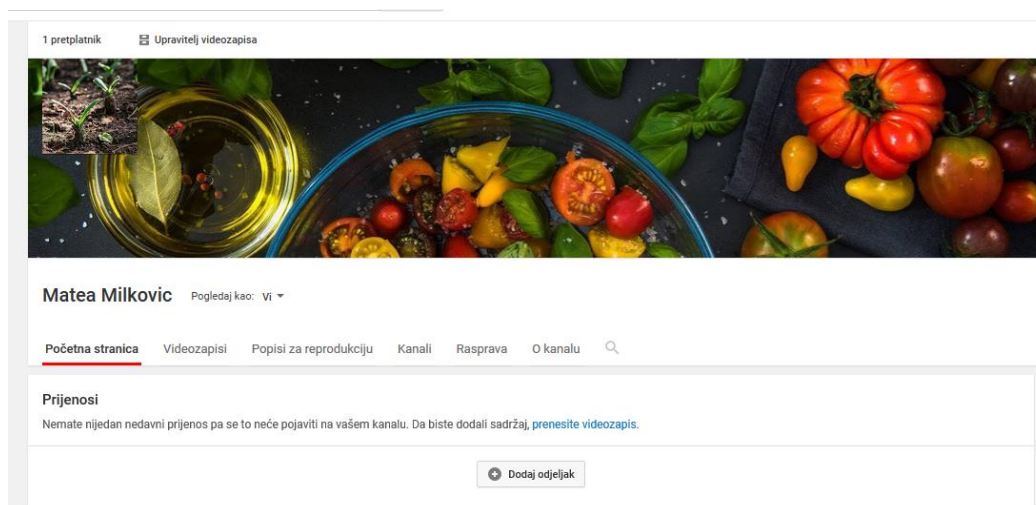 1 pretplatnik Upravitelj videozapisa
Matea Milkovic Pogledaj kao: Vi
Početna stranica Videozapisi Popisi za reprodukciju Kanali Rasprava O kanalu
Prijenosi
Nemate nijedan nedavni prijenos pa se to neće pojaviti na vašem kanalu. Da biste dodali sadržaj, prenesite videozapis.
Dodaj odjeljak